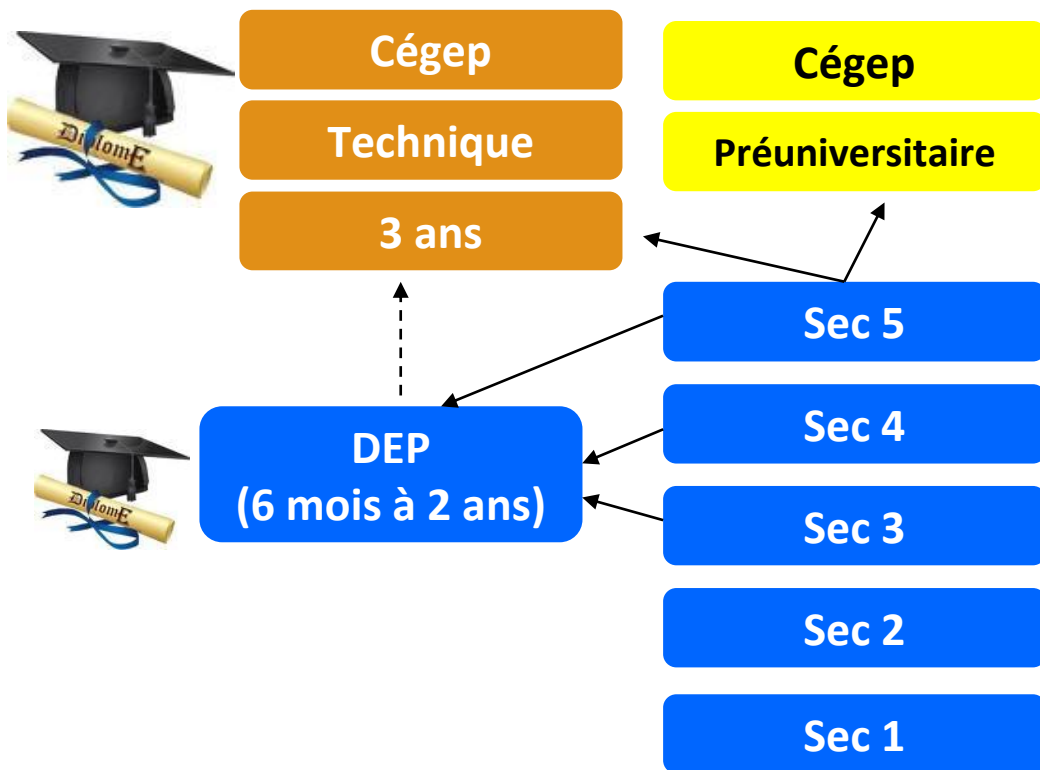 Cégep
Technique
3 ans
Cégep
Préuniversitaire
DiplomE
Sec 5
DEP
(6 mois à 2 ans)
Sec 4
DiplomE
Sec 3
Sec 2
Sec 1